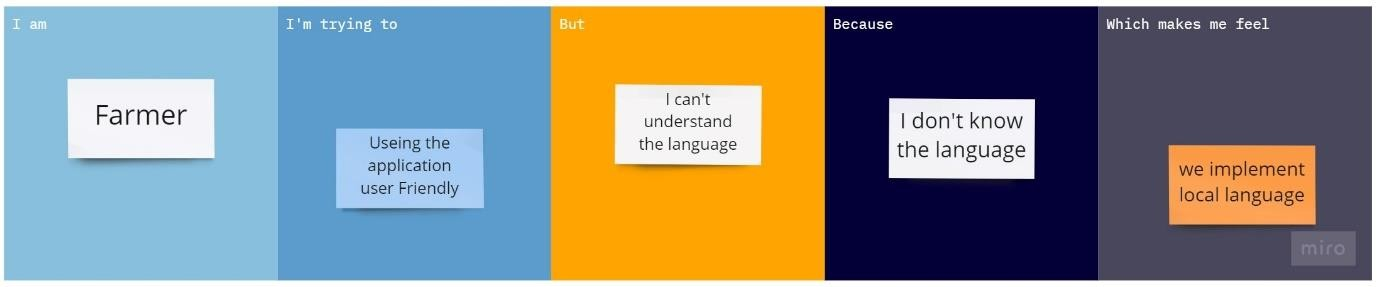 I am
I'm trying to
But
Because
Which makes me feel
Farmer
Useing the
application
user Friendly
I can't
understand
the language
I don't know
the language
we implement
local language
miro